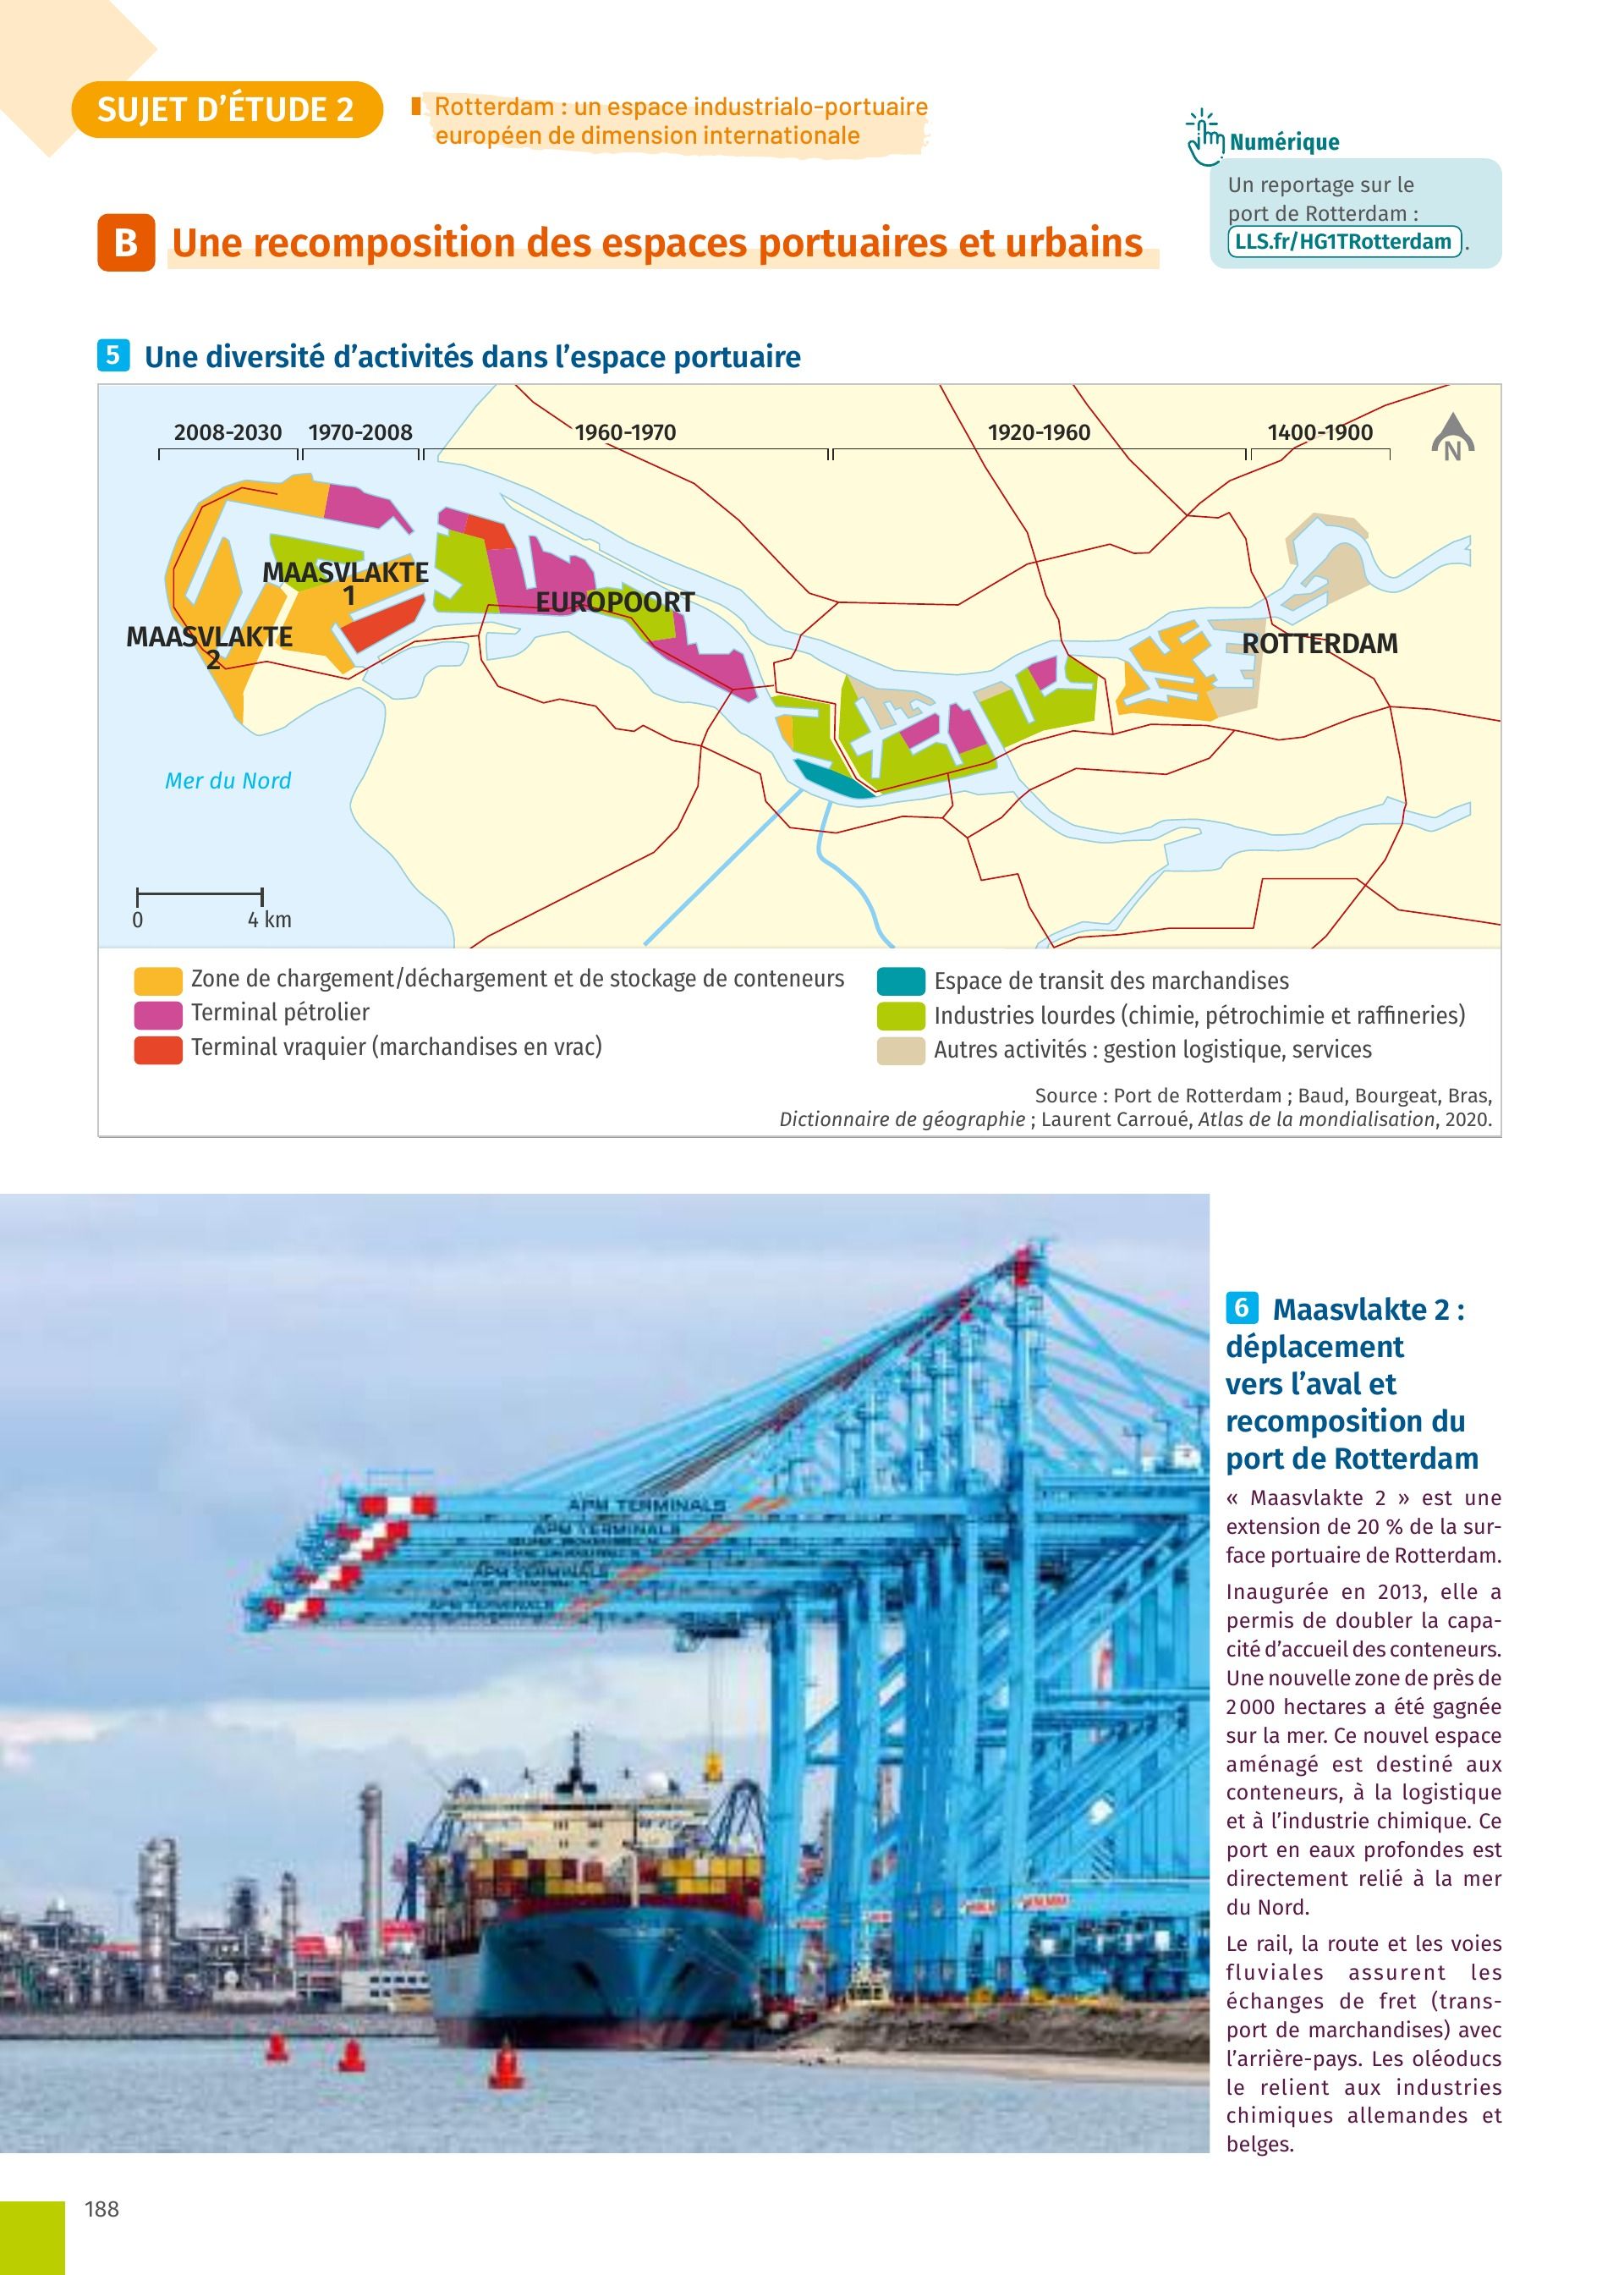 SUJET D'ÉTUDE 2
Rotterdam : un espace industrialo-portuaire
européen de dimension internationale
Numérique
Un reportage sur le
port de Rotterdam :
LLS.fr/HG1TRotterdam .
B Une recomposition des espaces portuaires et urbains
5 Une diversité d'activités dans l'espace portuaire
2008-2030 1970-2008 1960-1970 1920-1960 1400-1900
N
MAASVLAKTE
1
EUROPOORT
MAASVLAKTE
2
ROTTERDAM
Mer du Nord
0 4 km
Zone de chargement/déchargement et de stockage de conteneurs
Terminal pétrolier
Terminal vraquier (marchandises en vrac)
Espace de transit des marchandises
Industries lourdes (chimie, pétrochimie et raffineries)
Autres activités : gestion logistique, services
Source : Port de Rotterdam ; Baud, Bourgeat, Bras,
Dictionnaire de géographie ; Laurent Carroué, Atlas de la mondialisation, 2020.
APM TERMINALS
APM TERMINALS
APM TERMINALS
APM TERMINALS
6 Maasvlakte 2 :
déplacement
vers l'aval et
recomposition du
port de Rotterdam
« Maasvlakte 2 » est une
extension de 20 % de la sur-
face portuaire de Rotterdam.
Inaugurée en 2013, elle a
permis de doubler la capa-
cité d'accueil des conteneurs.
Une nouvelle zone de près de
2 000 hectares a été gagnée
sur la mer. Ce nouvel espace
aménagé est destiné aux
conteneurs, à la logistique
et à l'industrie chimique. Ce
port en eaux profondes est
directement relié à la mer
du Nord.
Le rail, la route et les voies
fluviales assurent les
échanges de fret (trans-
port de marchandises) avec
l'arrière-pays. Les oléoducs
le relient aux industries
chimiques allemandes et
belges.
188